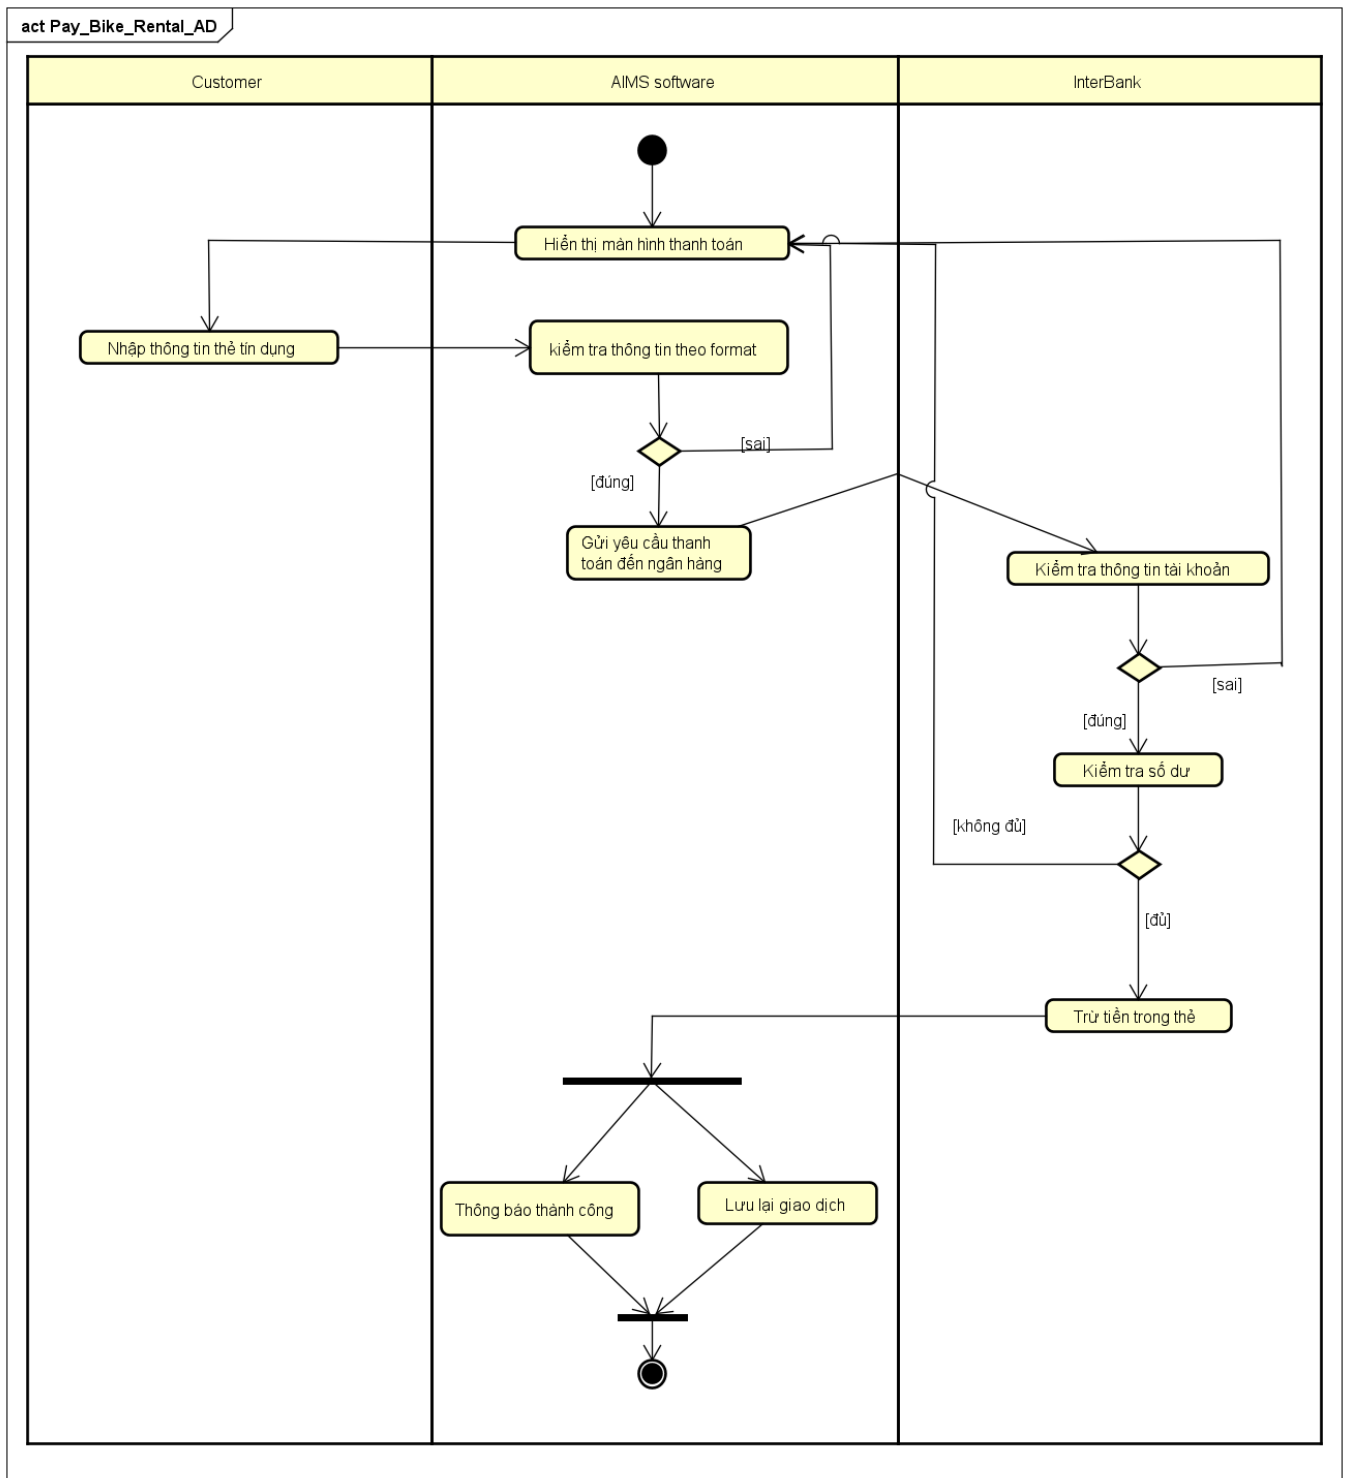 act Pay_Bike_Rental_AD
Customer
AIMS software
InterBank
Hiển thị màn hình thanh toán
Nhập thông tin thẻ tín dụng
kiểm tra thông tin theo format
[sai]
[đúng]
Gửi yêu cầu thanh
toán đến ngân hàng
Kiểm tra thông tin tài khoản
[sai]
[đúng]
Kiểm tra số dư
[không đủ]
[đủ]
Trừ tiền trong thẻ
Thông báo thành công
Lưu lại giao dịch